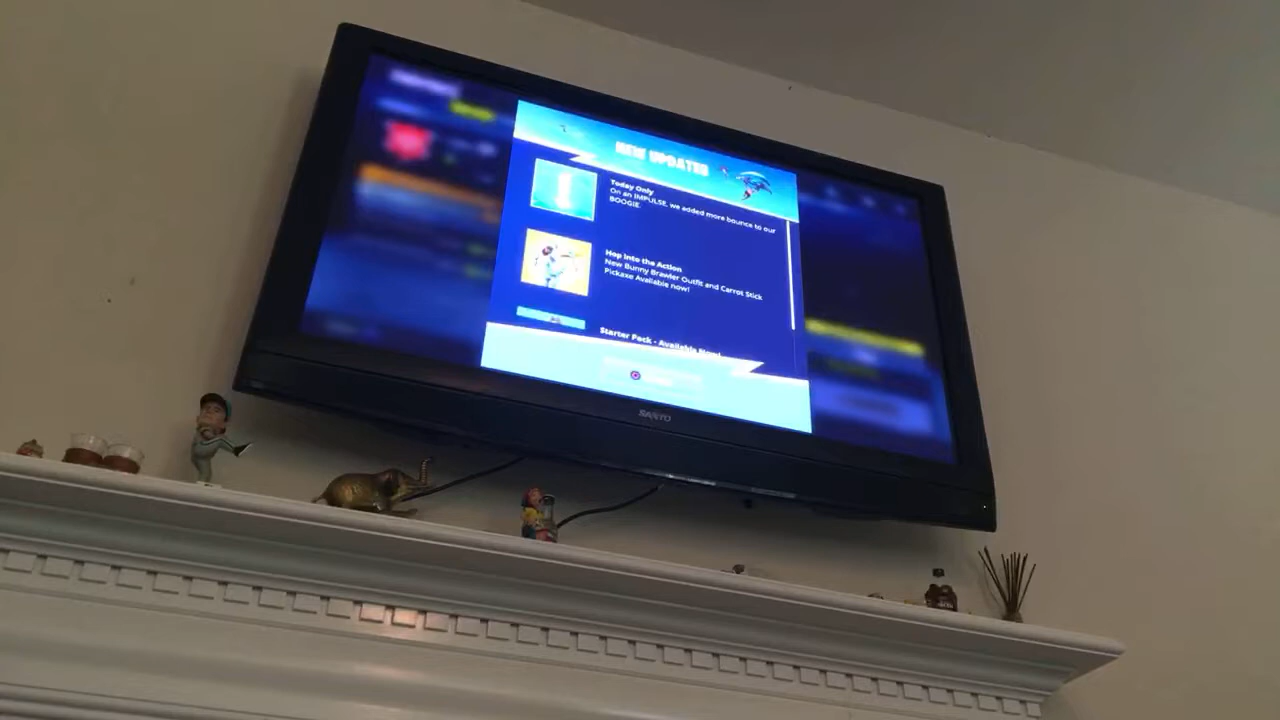 NEW UPDATES
Today Only
On an IMPULSE, we added more bounce to our
BOOGIE.
Hop Into the Action
New Bunny Brawler Outfit and Carrot Stick
Pickaxe Available now!
Starter Pack - Available Now!
SANYO